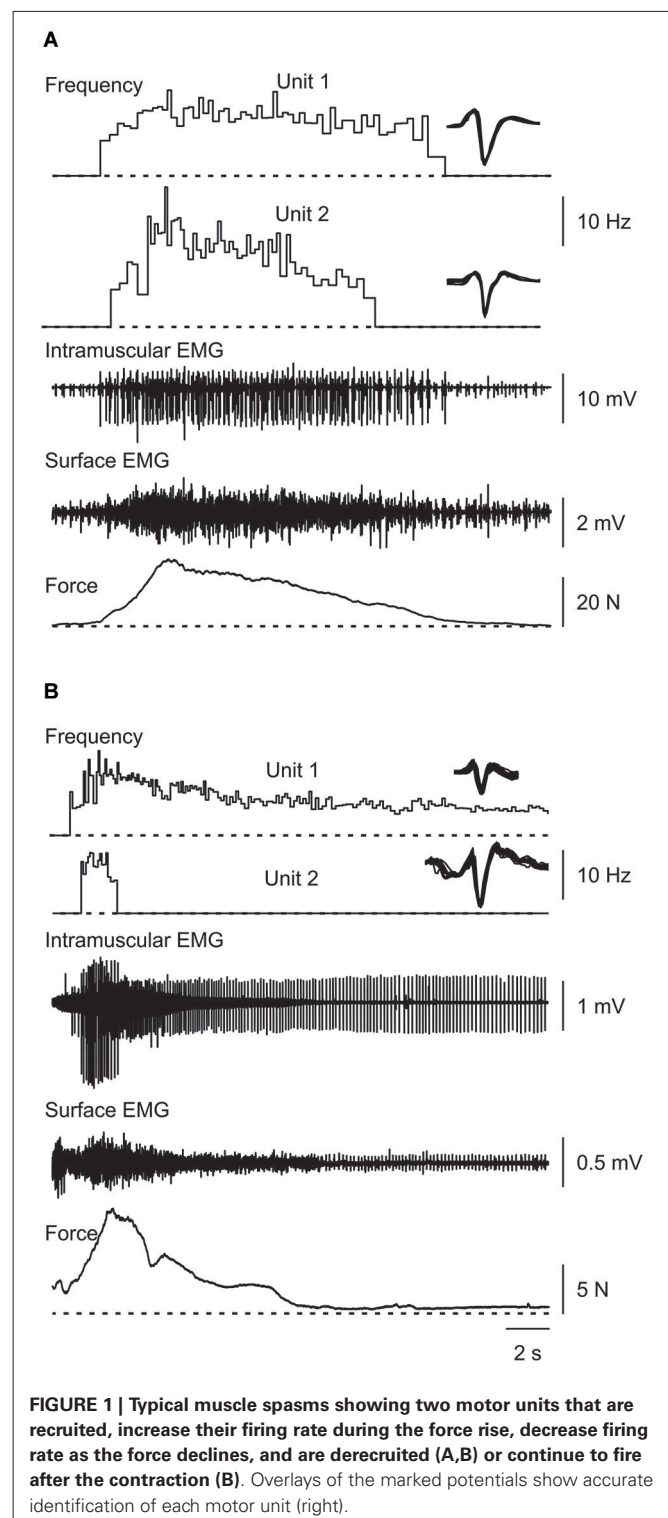 A
Frequency
Unit 1
Unit 2
10 Hz
Intramuscular EMG
10 mV
Surface EMG
2 mV
Force
20 N
B
Frequency
Unit 1
Unit 2
10 Hz
Intramuscular EMG
1 mV
Surface EMG
0.5 mV
Force
5 N
2 s
FIGURE 1 | Typical muscle spasms showing two motor units that are
recruited, increase their firing rate during the force rise, decrease firing
rate as the force declines, and are derecruited (A,B) or continue to fire
after the contraction (B). Overlays of the marked potentials show accurate
identification of each motor unit (right).